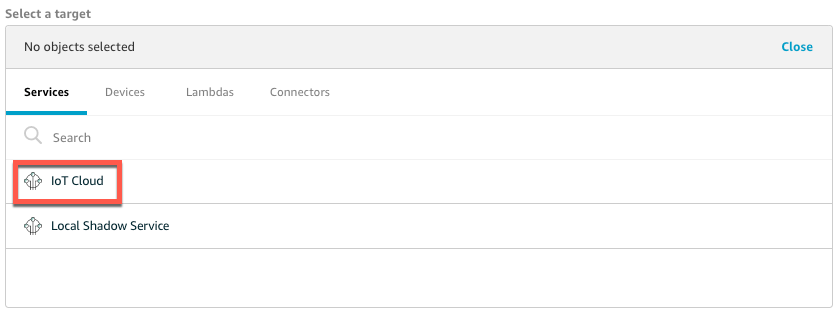 Select a target
No objects selected Close
Services Devices Lambdas Connectors
Search
IoT Cloud
Local Shadow Service